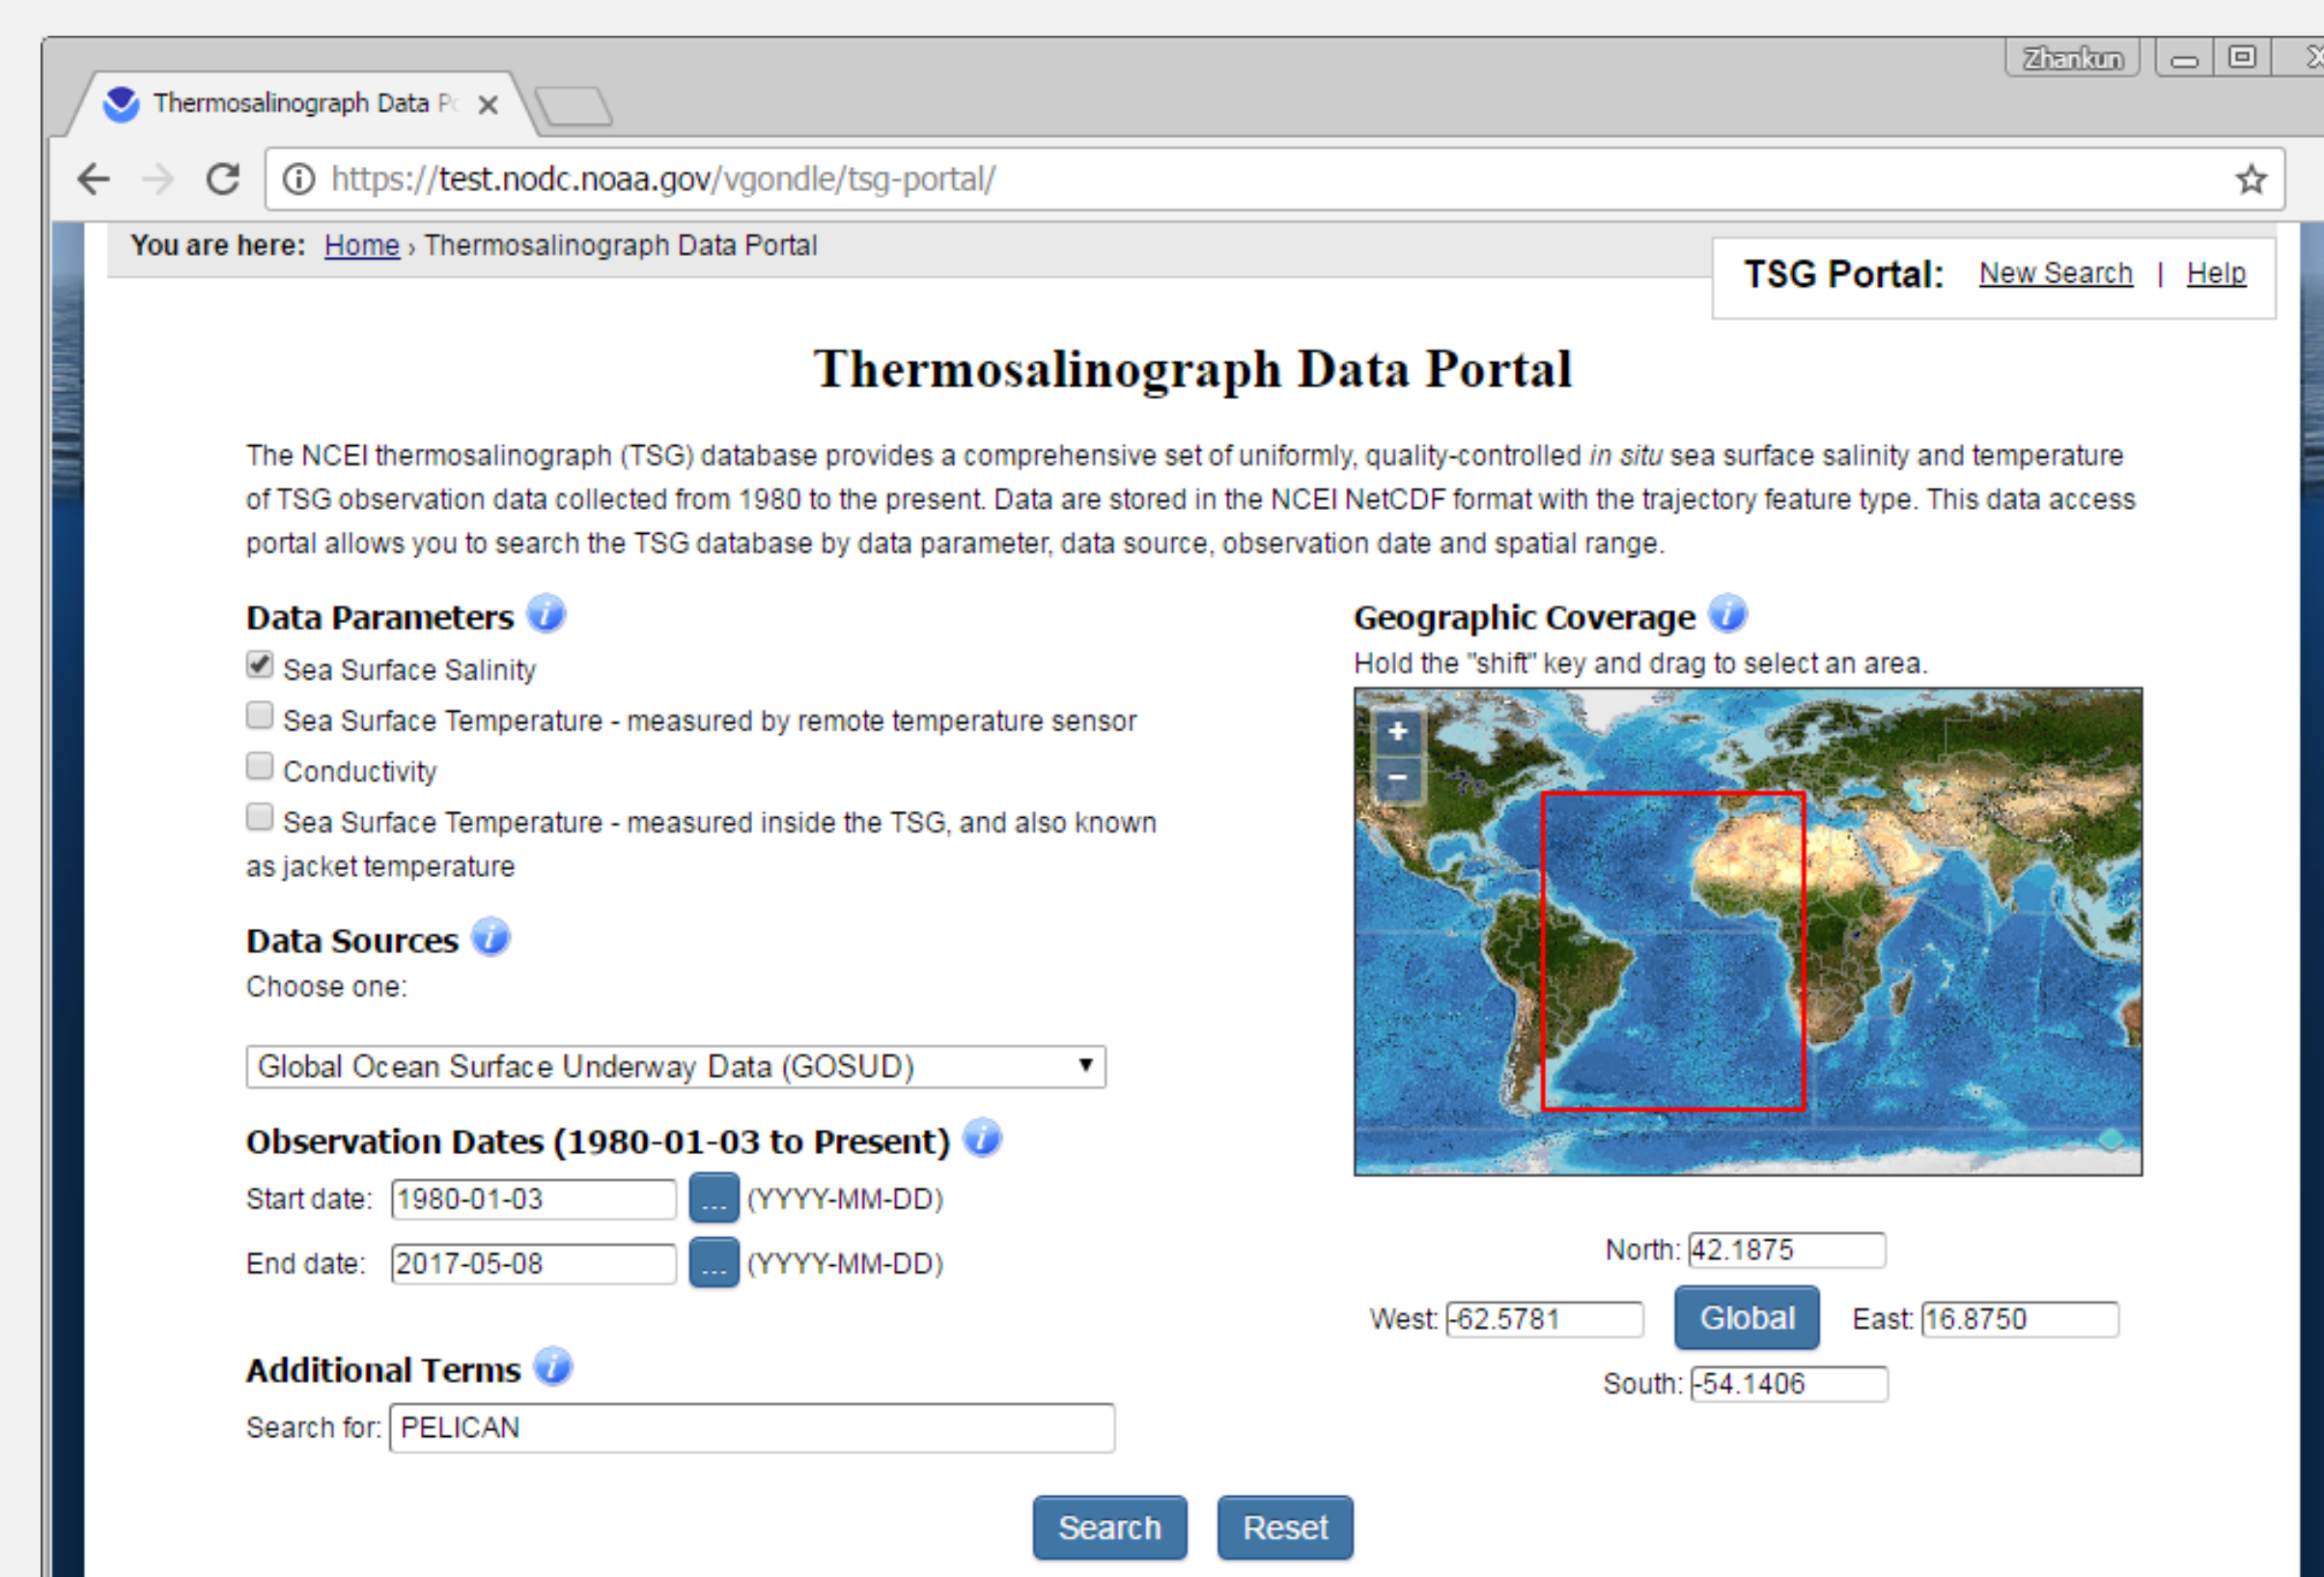 Zhankun
Thermosalinograph Data Po
https://test.nodc.noaa.gov/vgondle/tsg-portal/
You are here: Home › Thermosalinograph Data Portal
TSG Portal: New Search | Help
Thermosalinograph Data Portal
The NCEI thermosalinograph (TSG) database provides a comprehensive set of uniformly, quality-controlled in situ sea surface salinity and temperature
of TSG observation data collected from 1980 to the present. Data are stored in the NCEI NetCDF format with the trajectory feature type. This data access
portal allows you to search the TSG database by data parameter, data source, observation date and spatial range.
Data Parameters
Sea Surface Salinity
Sea Surface Temperature - measured by remote temperature sensor
Conductivity
Sea Surface Temperature - measured inside the TSG, and also known
as jacket temperature
Data Sources
Choose one:
Global Ocean Surface Underway Data (GOSUD)
Observation Dates (1980-01-03 to Present)
Start date: 1980-01-03 ... (YYYY-MM-DD)
End date: 2017-05-08 ... (YYYY-MM-DD)
Additional Terms
Search for: PELICAN
Geographic Coverage
Hold the "shift" key and drag to select an area.
+
−
North: 42.1875
West: -62.5781 Global East: 16.8750
South: -54.1406
Search Reset